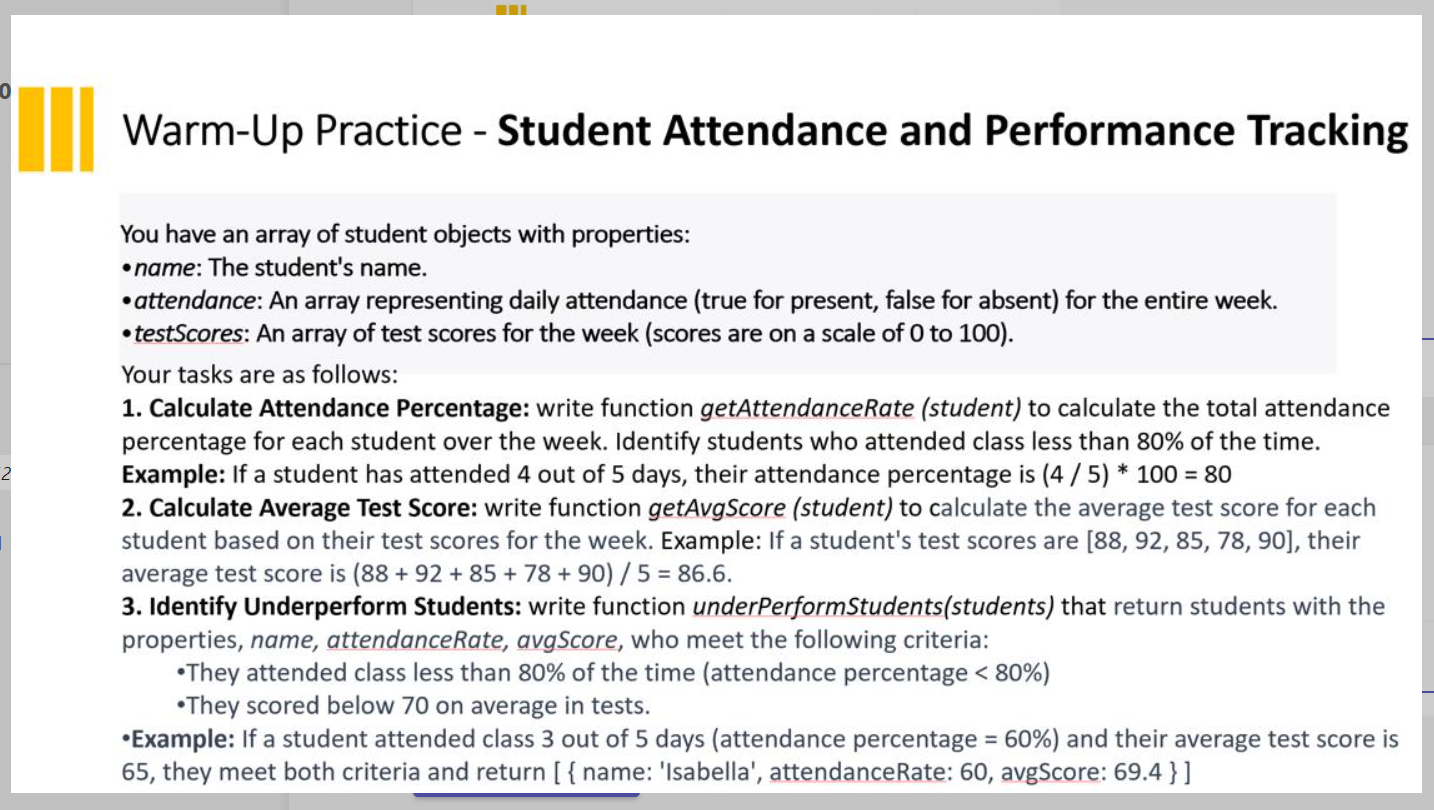 Warm-Up Practice - Student Attendance and Performance Tracking
You have an array of student objects with properties:
•name: The student's name.
•attendance: An array representing daily attendance (true for present, false for absent) for the entire week.
•testScores: An array of test scores for the week (scores are on a scale of 0 to 100).
Your tasks are as follows:
1. Calculate Attendance Percentage: write function getAttendanceRate (student) to calculate the total attendance
percentage for each student over the week. Identify students who attended class less than 80% of the time.
Example: If a student has attended 4 out of 5 days, their attendance percentage is (4 / 5) * 100 = 80
2. Calculate Average Test Score: write function getAvgScore (student) to calculate the average test score for each
student based on their test scores for the week. Example: If a student's test scores are [88, 92, 85, 78, 90], their
average test score is (88 + 92 + 85 + 78 + 90) / 5 = 86.6.
3. Identify Underperform Students: write function underPerformStudents(students) that return students with the
properties, name, attendanceRate, avgScore, who meet the following criteria:
•They attended class less than 80% of the time (attendance percentage < 80%)
•They scored below 70 on average in tests.
•Example: If a student attended class 3 out of 5 days (attendance percentage = 60%) and their average test score is
65, they meet both criteria and return [ { name: 'Isabella', attendanceRate: 60, avgScore: 69.4 } ]
0
2